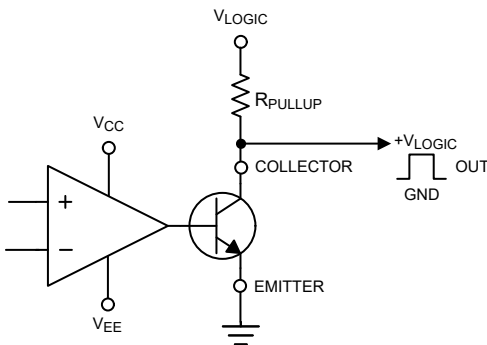 VLOGIC
RPULLUP
VCC
+VLOGIC
COLLECTOR
OUT
GND
+
−
EMITTER
VEE